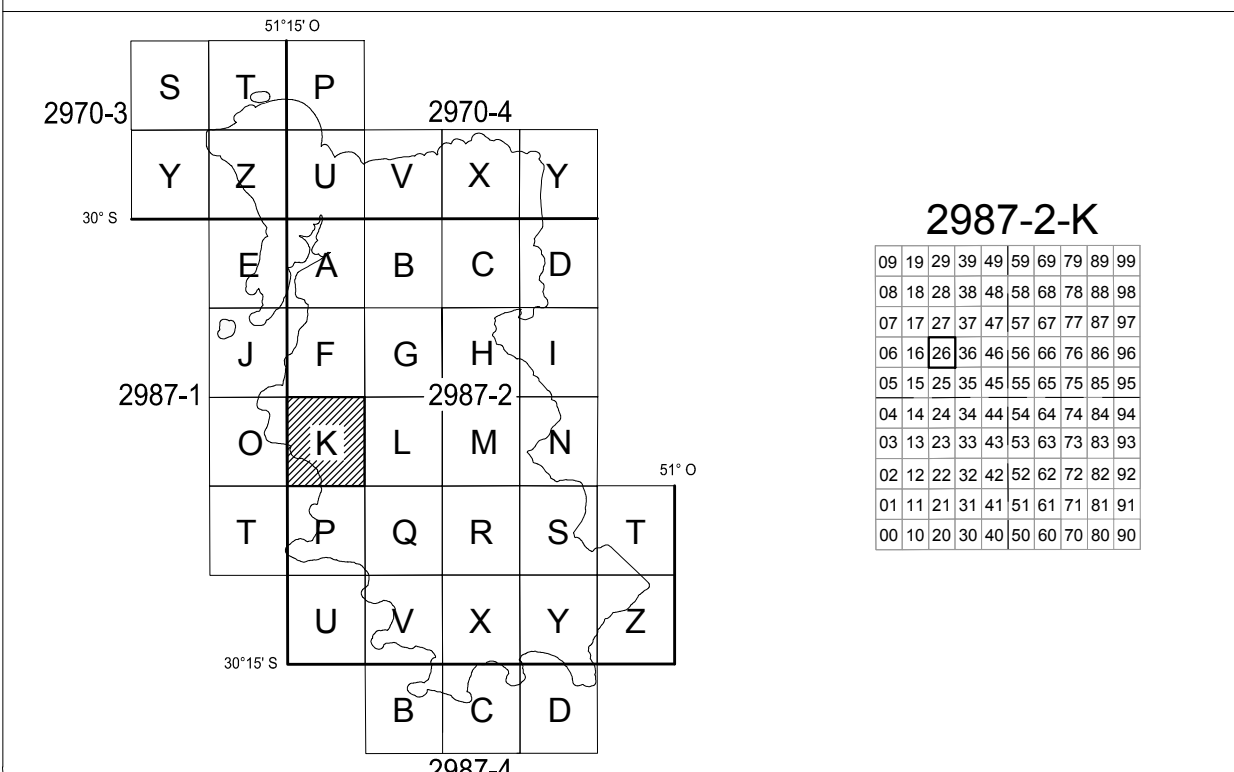 51°15' O
S T P
2970-3 2970-4
Y Z U V X Y
30° S
E A B C D
J F G H I
2987-1 2987-2
O K L M N
51° O
T P Q R S T
U V X Y Z
30°15' S
B C D
2987-4
2987-2-K
09 19 29 39 49 59 69 79 89 99
08 18 28 38 48 58 68 78 88 98
07 17 27 37 47 57 67 77 87 97
06 16 26 36 46 56 66 76 86 96
05 15 25 35 45 55 65 75 85 95
04 14 24 34 44 54 64 74 84 94
03 13 23 33 43 53 63 73 83 93
02 12 22 32 42 52 62 72 82 92
01 11 21 31 41 51 61 71 81 91
00 10 20 30 40 50 60 70 80 90